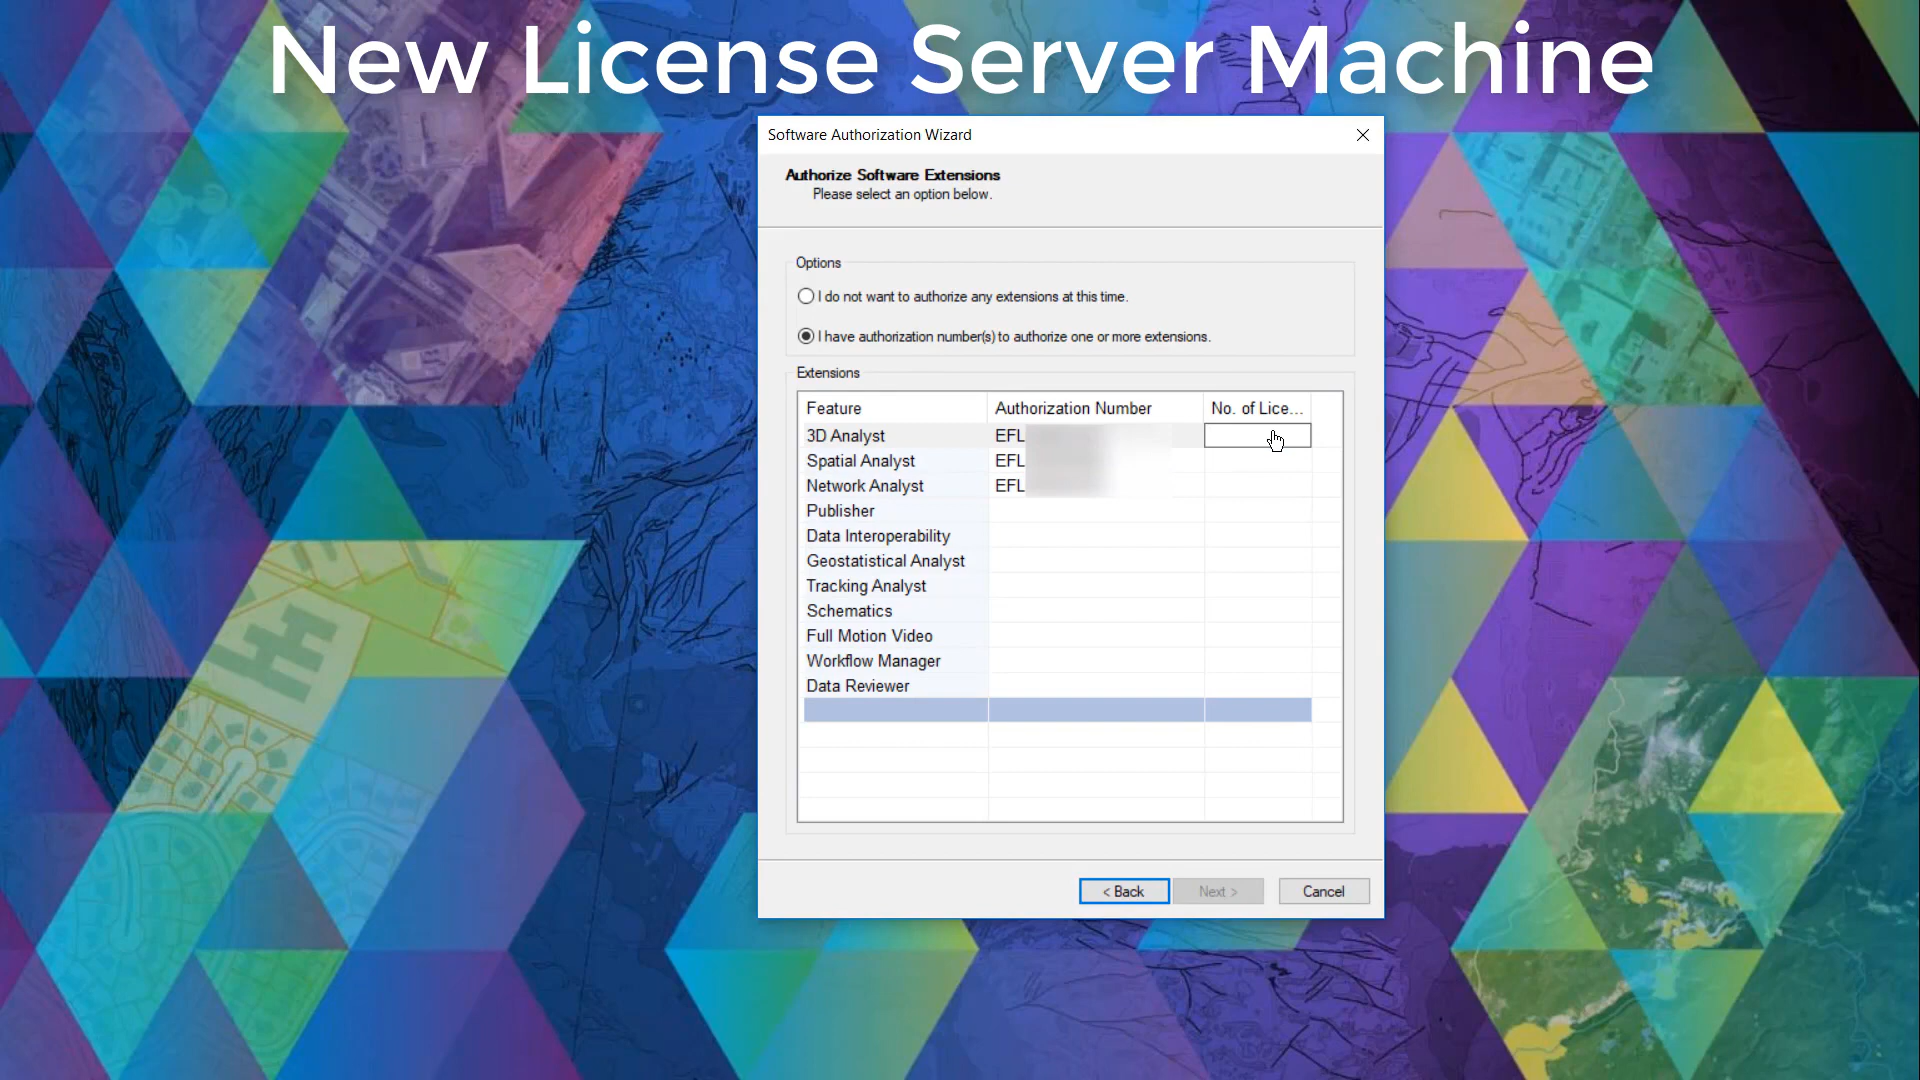 New License Server Machine
Software Authorization Wizard
Authorize Software Extensions
Please select an option below.
Options
I do not want to authorize any extensions at this time.
I have authorization number(s) to authorize one or more extensions.
Extensions
Feature Authorization Number No. of Lice...
3D Analyst EFL
Spatial Analyst EFL
Network Analyst EFL
Publisher
Data Interoperability
Geostatistical Analyst
Tracking Analyst
Schematics
Full Motion Video
Workflow Manager
Data Reviewer
< Back Next > Cancel